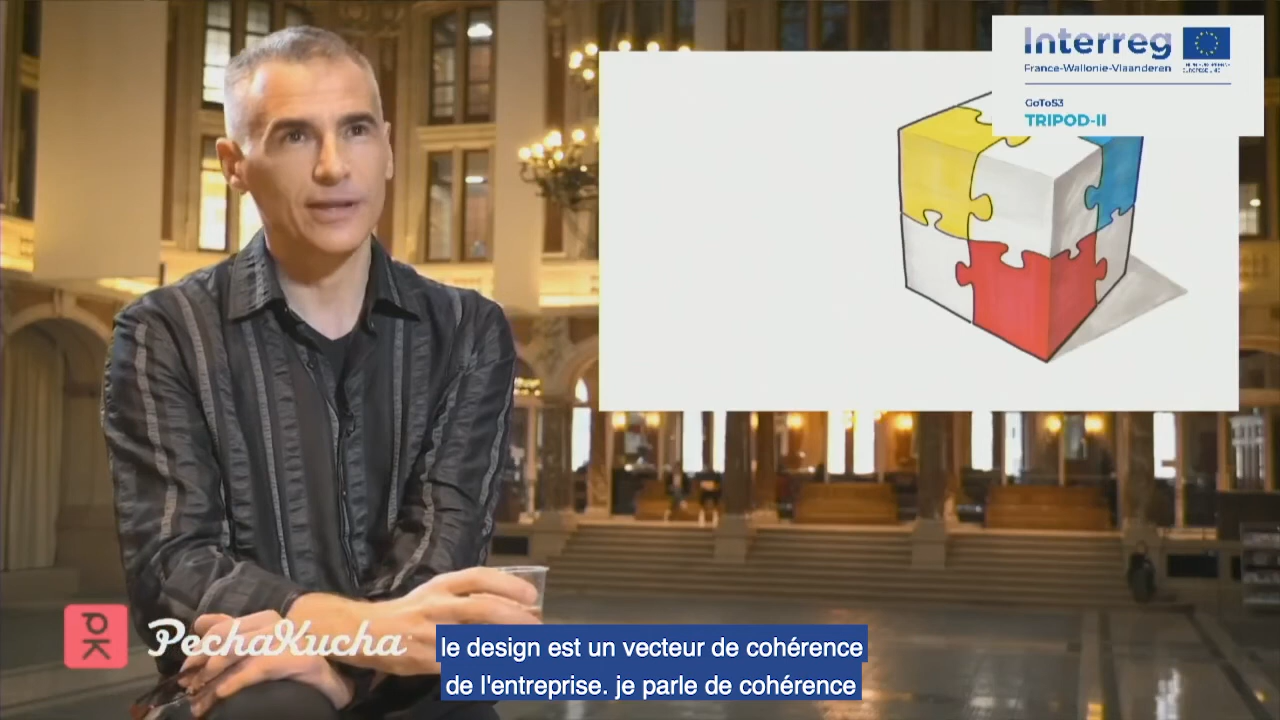 Interreg
France-Wallonie-Vlaanderen
GoToS3
TRIPOD-II
PK
PechaKucha
le design est un vecteur de cohérence
de l'entreprise. je parle de cohérence